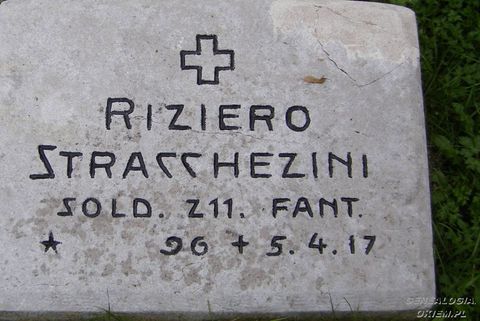 RIZIERO
STRACCHEZINI
SOLD. 211. FANT.
* 96 + 5.4.17
GENEALOGIA.
OKIEM.PL